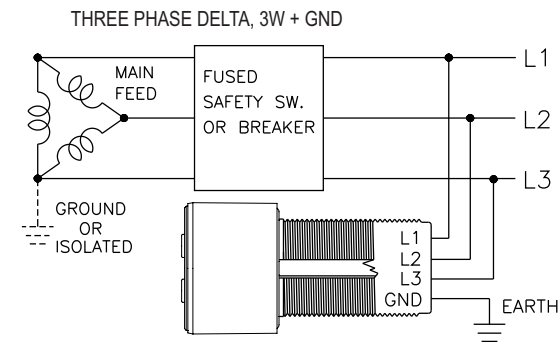 THREE PHASE DELTA, 3W + GND
MAIN
FEED
FUSED
SAFETY SW.
OR BREAKER
L1
L2
L3
GROUND
OR
ISOLATED
L1
L2
L3
GND
EARTH